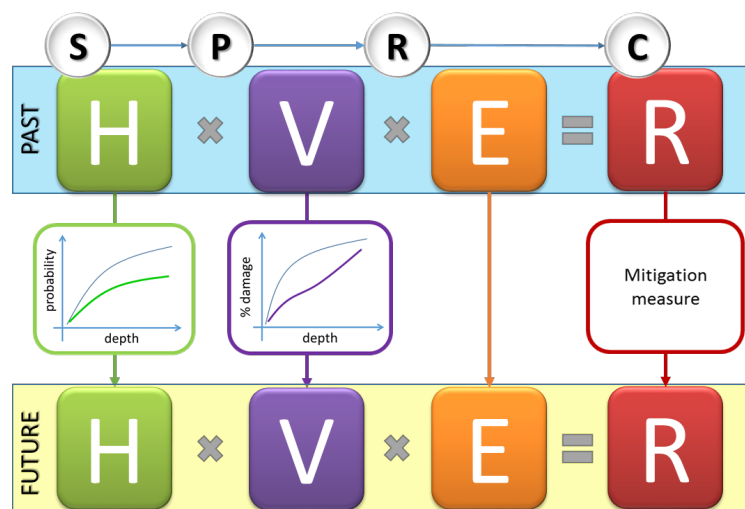 S P R C
PAST
H × V × E = R
probability
depth
% damage
depth
Mitigation
measure
FUTURE
H × V × E = R